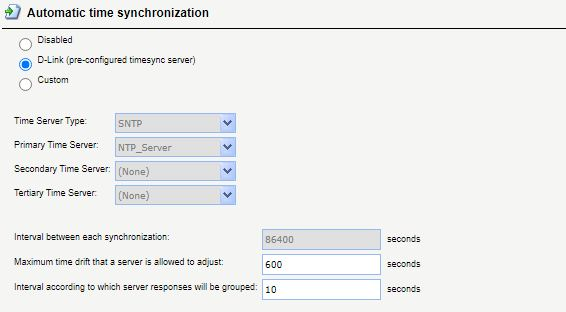 Automatic time synchronization
Disabled
D-Link (pre-configured timesync server)
Custom
Time Server Type: SNTP
Primary Time Server: NTP_Server
Secondary Time Server: (None)
Tertiary Time Server: (None)
Interval between each synchronization: 86400 seconds
Maximum time drift that a server is allowed to adjust: 600 seconds
Interval according to which server responses will be grouped: 10 seconds